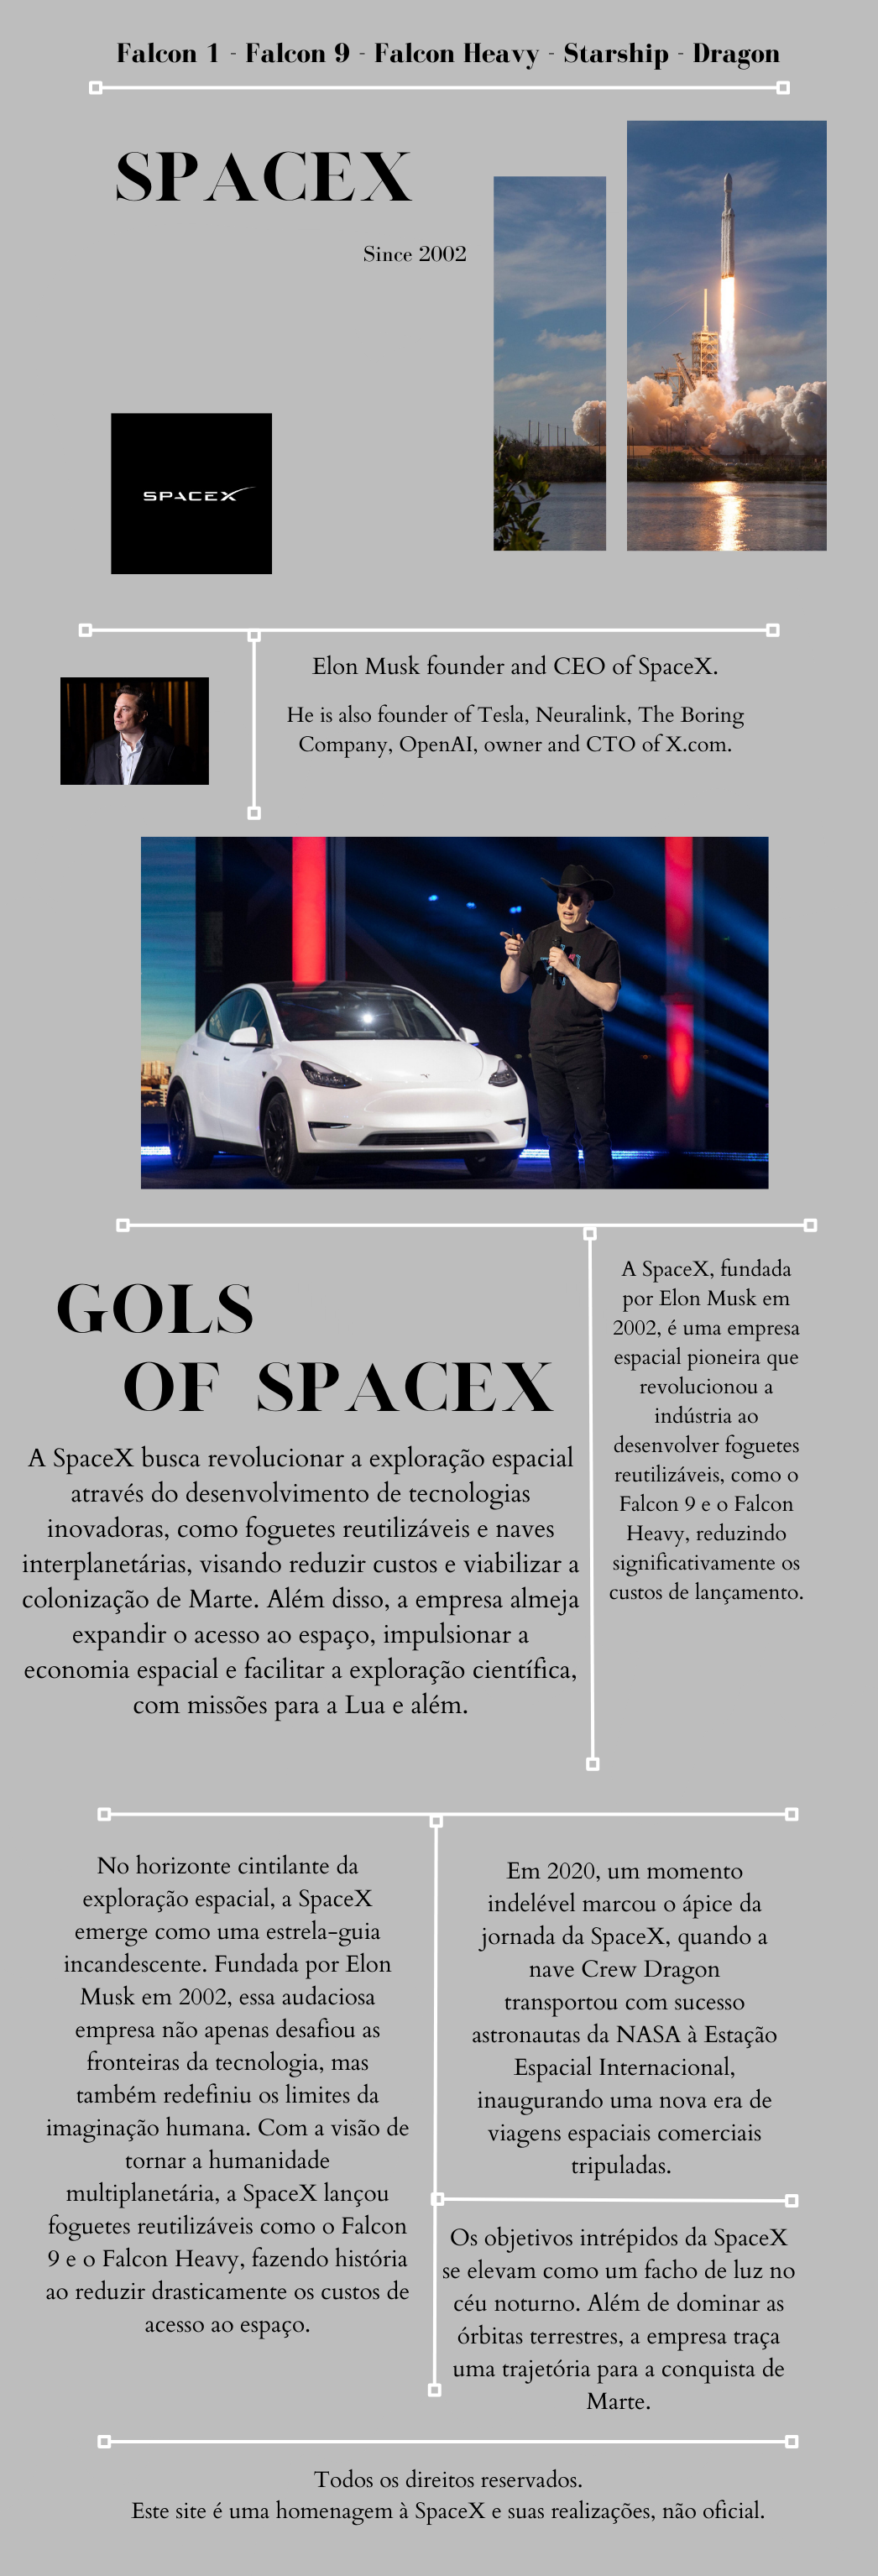 Falcon 1 - Falcon 9 - Falcon Heavy - Starship - Dragon
SPACEX
Since 2002
SPACEX
Elon Musk founder and CEO of SpaceX.
He is also founder of Tesla, Neuralink, The Boring
Company, OpenAI, owner and CTO of X.com.
GOLS
OF SPACEX
A SpaceX busca revolucionar a exploração espacial
através do desenvolvimento de tecnologias
inovadoras, como foguetes reutilizáveis e naves
interplanetárias, visando reduzir custos e viabilizar a
colonização de Marte. Além disso, a empresa almeja
expandir o acesso ao espaço, impulsionar a
economia espacial e facilitar a exploração científica,
com missões para a Lua e além.
A SpaceX, fundada
por Elon Musk em
2002, é uma empresa
espacial pioneira que
revolucionou a
indústria ao
desenvolver foguetes
reutilizáveis, como o
Falcon 9 e o Falcon
Heavy, reduzindo
significativamente os
custos de lançamento.
No horizonte cintilante da
exploração espacial, a SpaceX
emerge como uma estrela-guia
incandescente. Fundada por Elon
Musk em 2002, essa audaciosa
empresa não apenas desafiou as
fronteiras da tecnologia, mas
também redefiniu os limites da
imaginação humana. Com a visão de
tornar a humanidade
multiplanetária, a SpaceX lançou
foguetes reutilizáveis como o Falcon
9 e o Falcon Heavy, fazendo história
ao reduzir drasticamente os custos de
acesso ao espaço.
Em 2020, um momento
indelével marcou o ápice da
jornada da SpaceX, quando a
nave Crew Dragon
transportou com sucesso
astronautas da NASA à Estação
Espacial Internacional,
inaugurando uma nova era de
viagens espaciais comerciais
tripuladas.
Os objetivos intrépidos da SpaceX
se elevam como um facho de luz no
céu noturno. Além de dominar as
órbitas terrestres, a empresa traça
uma trajetória para a conquista de
Marte.
Todos os direitos reservados.
Este site é uma homenagem à SpaceX e suas realizações, não oficial.